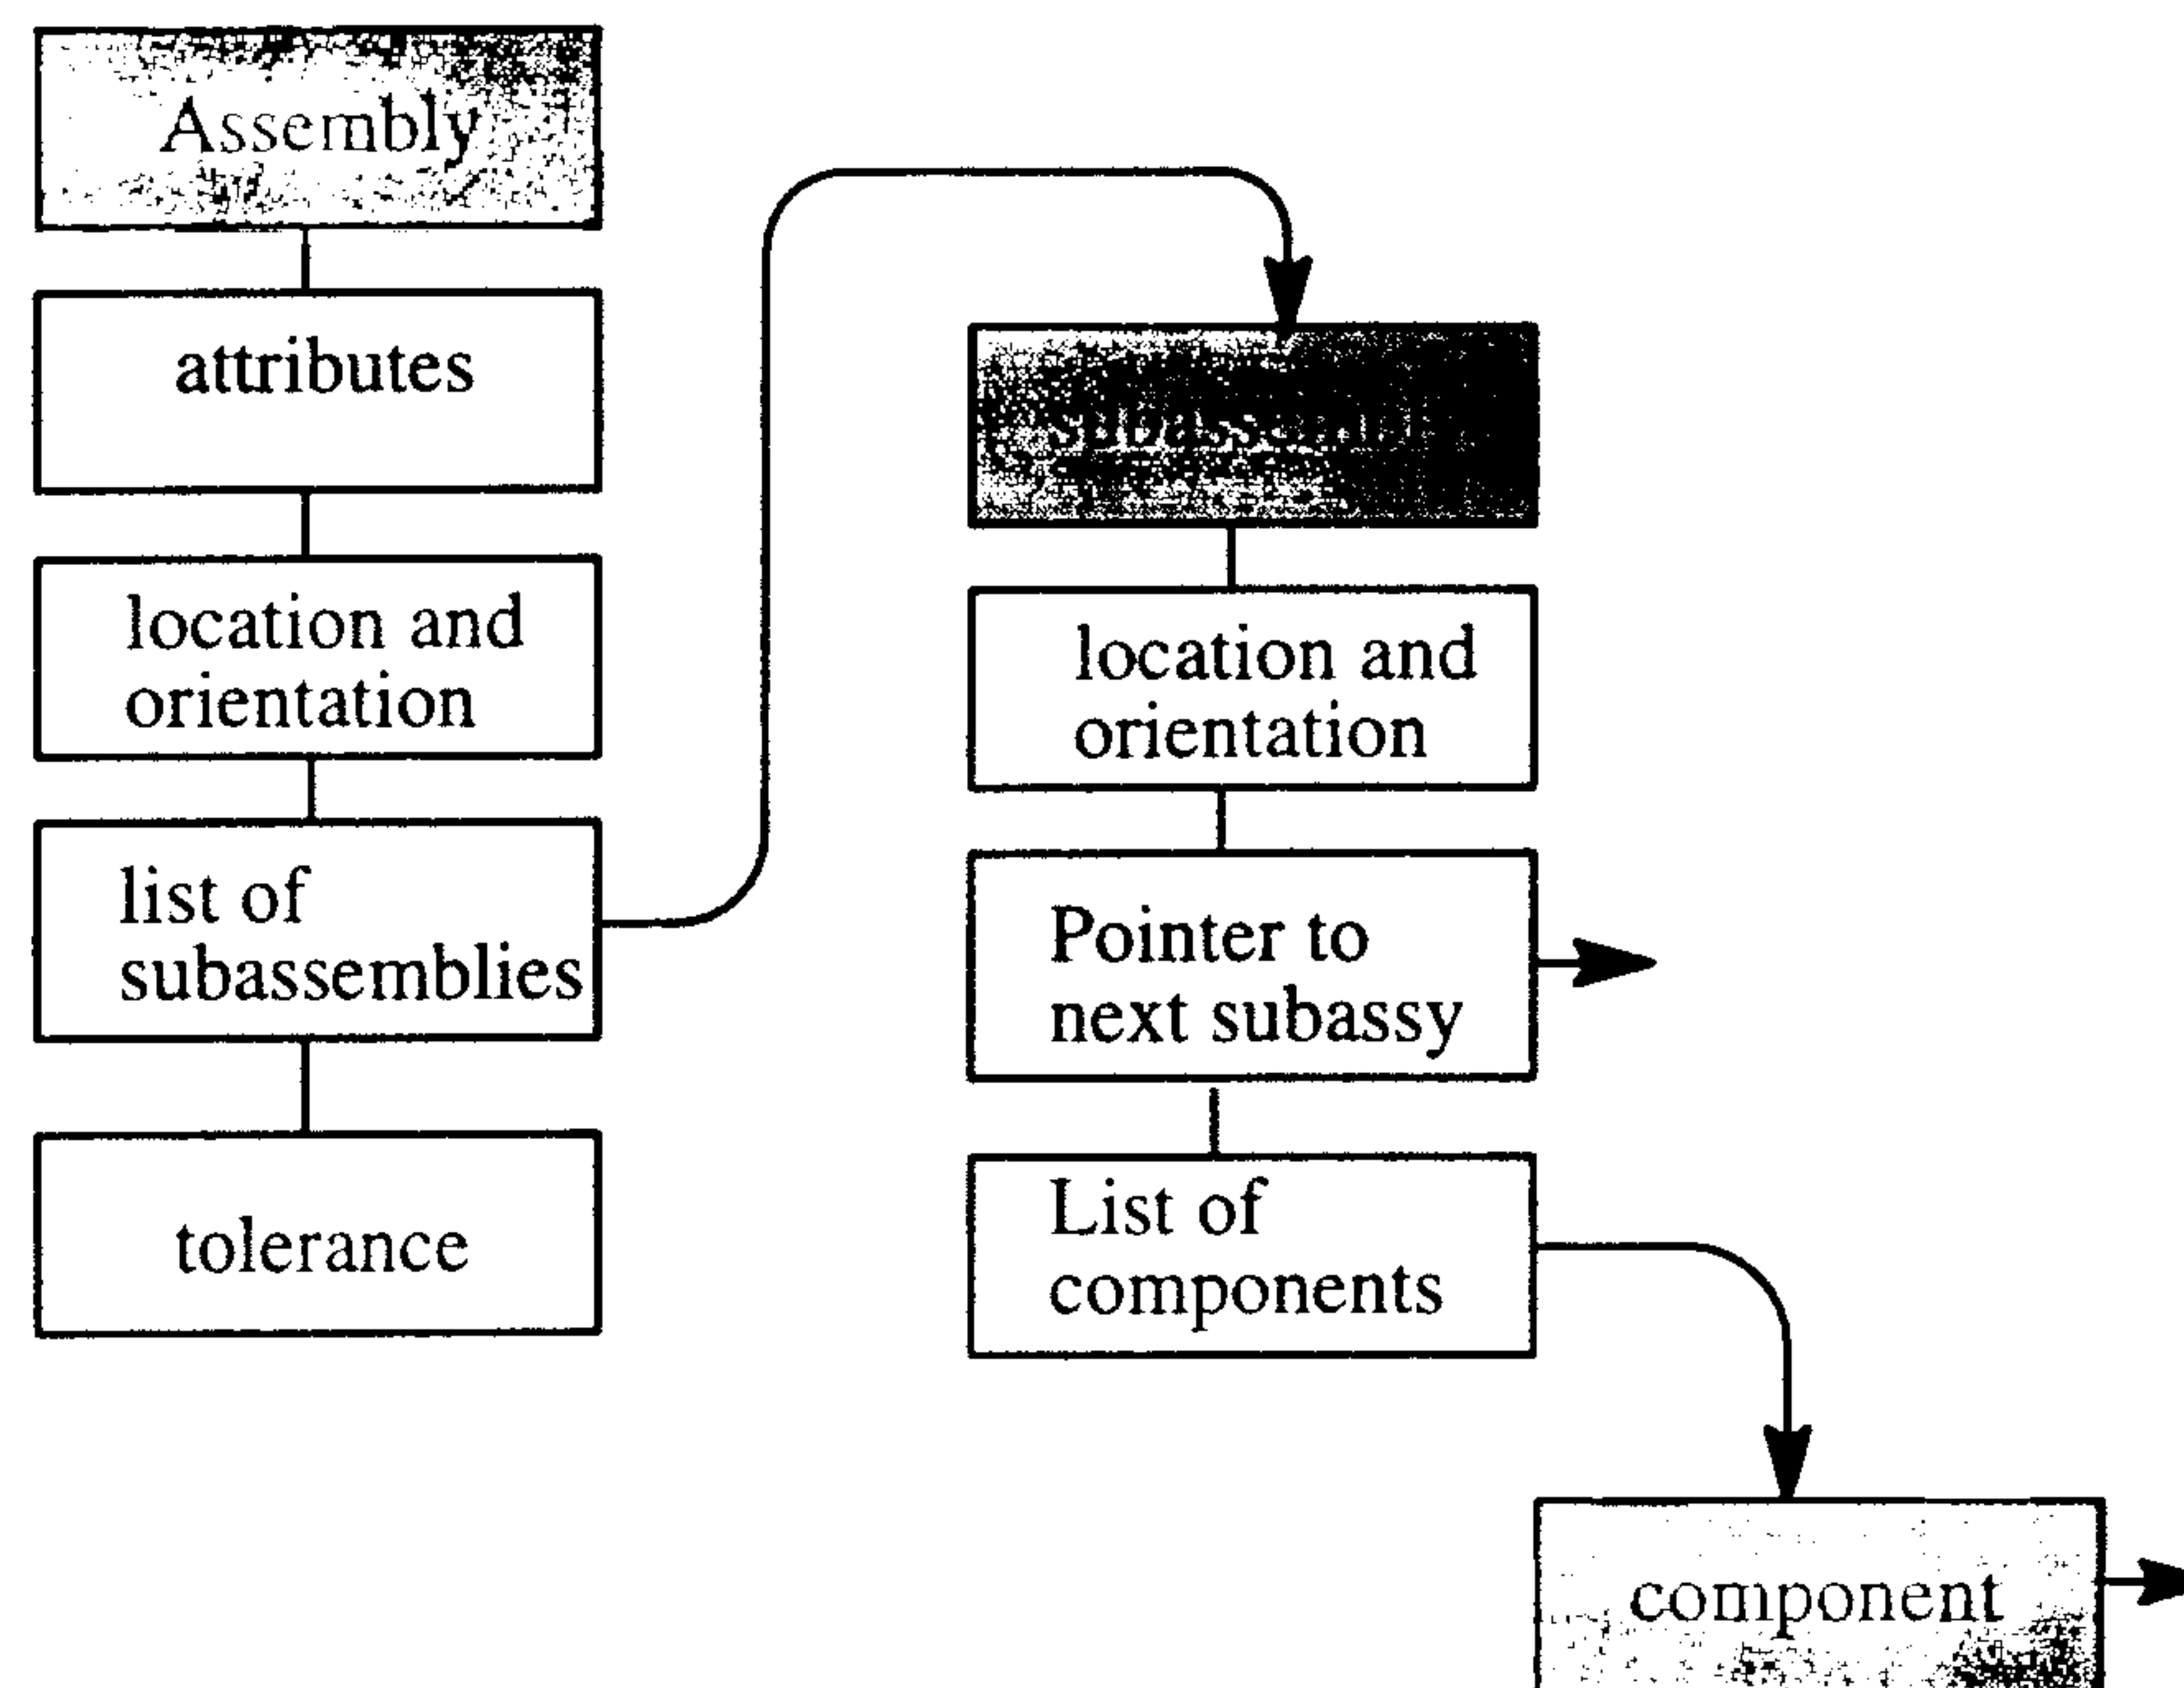 Assembly
attributes
location and
orientation
list of
subassemblies
tolerance
location and
orientation
Pointer to
next subassy
List of
components
component